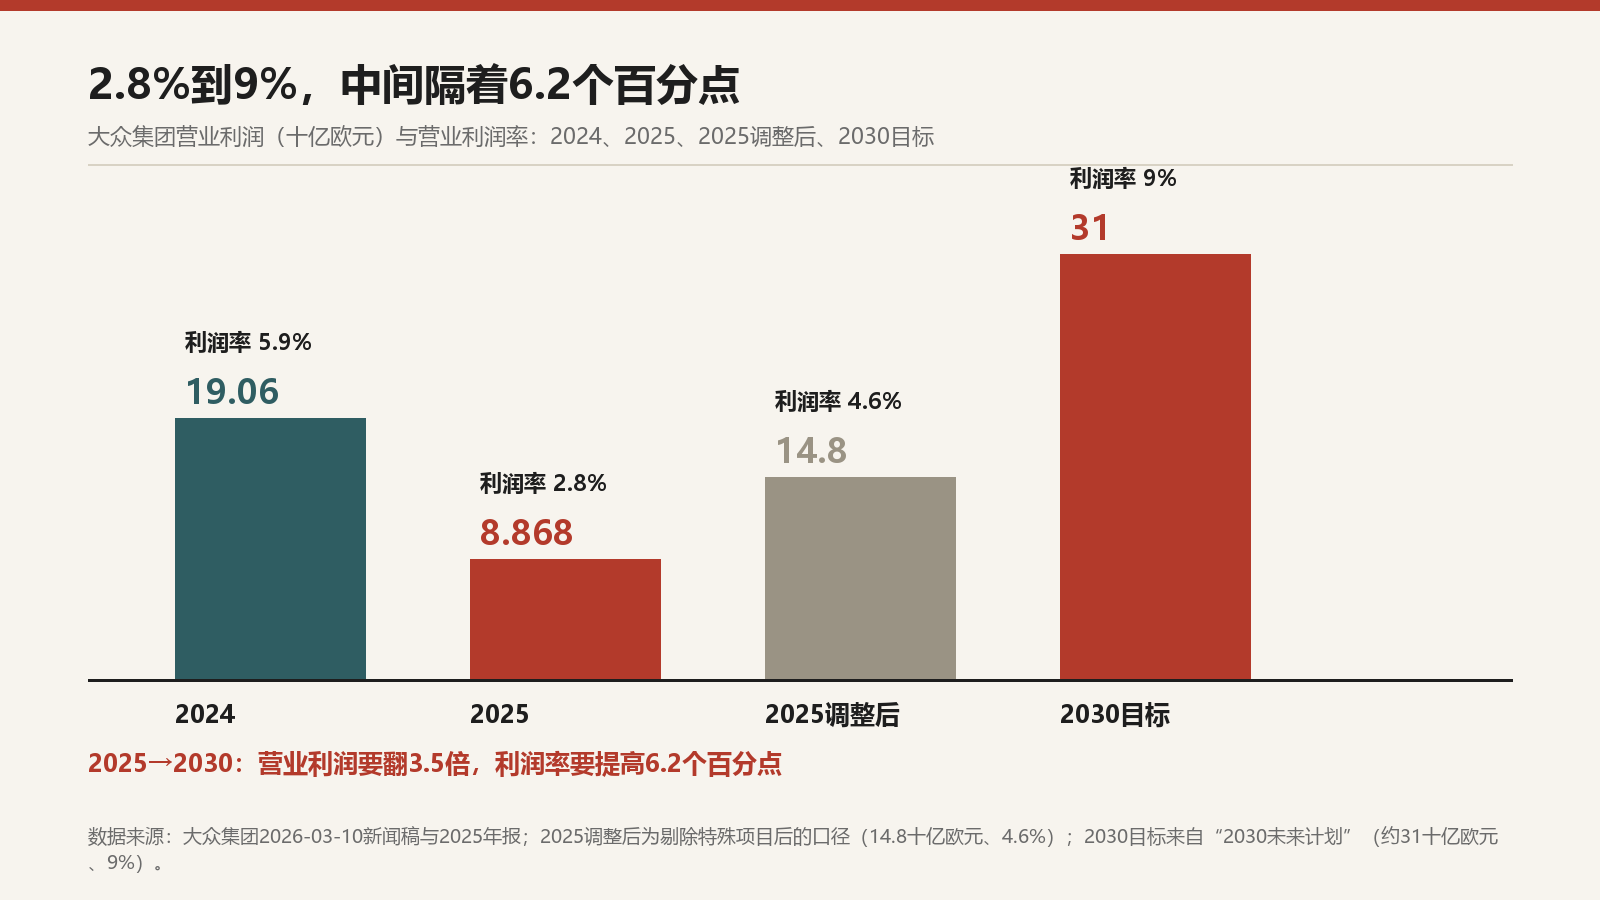 2.8%到9%，中间隔着6.2个百分点
大众集团营业利润（十亿欧元）与营业利润率：2024、2025、2025调整后、2030目标
利润率 5.9%
19.06
利润率 2.8%
8.868
利润率 4.6%
14.8
利润率 9%
31
2024
2025
2025调整后
2030目标
2025→2030：营业利润要翻3.5倍，利润率要提高6.2个百分点
数据来源：大众集团2026-03-10新闻稿与2025年报；2025调整后为剔除特殊项目后的口径（14.8十亿欧元、4.6%）；2030目标来自“2030未来计划”（约31十亿欧元
、9%）。